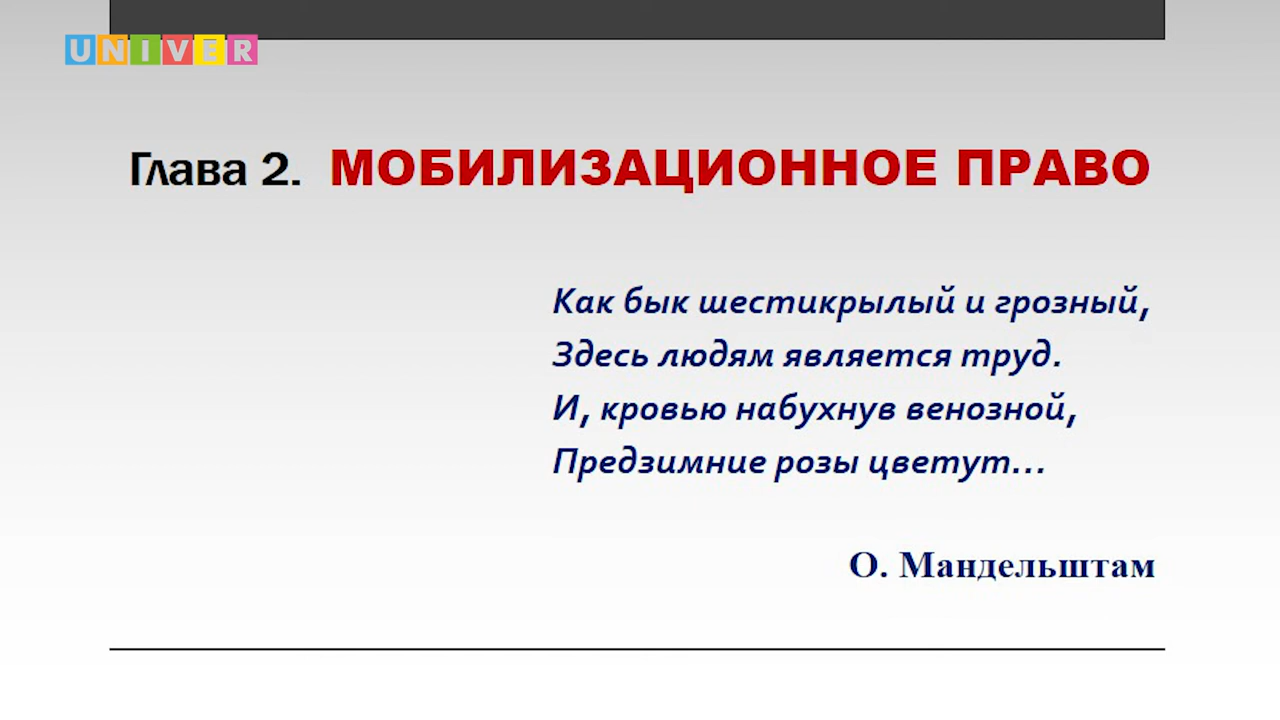 UNIVER
Глава 2. МОБИЛИЗАЦИОННОЕ ПРАВО
Как бык шестикрылый и грозный,
Здесь людям является труд.
И, кровью набухнув венозной,
Предзимние розы цветут...
О. Мандельштам